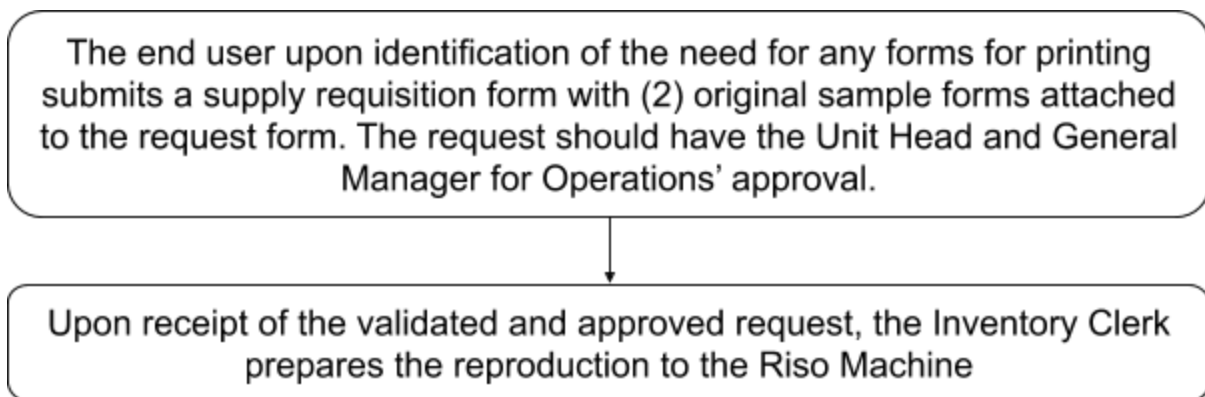 The end user upon identification of the need for any forms for printing
submits a supply requisition form with (2) original sample forms attached
to the request form. The request should have the Unit Head and General
Manager for Operations’ approval.
Upon receipt of the validated and approved request, the Inventory Clerk
prepares the reproduction to the Riso Machine